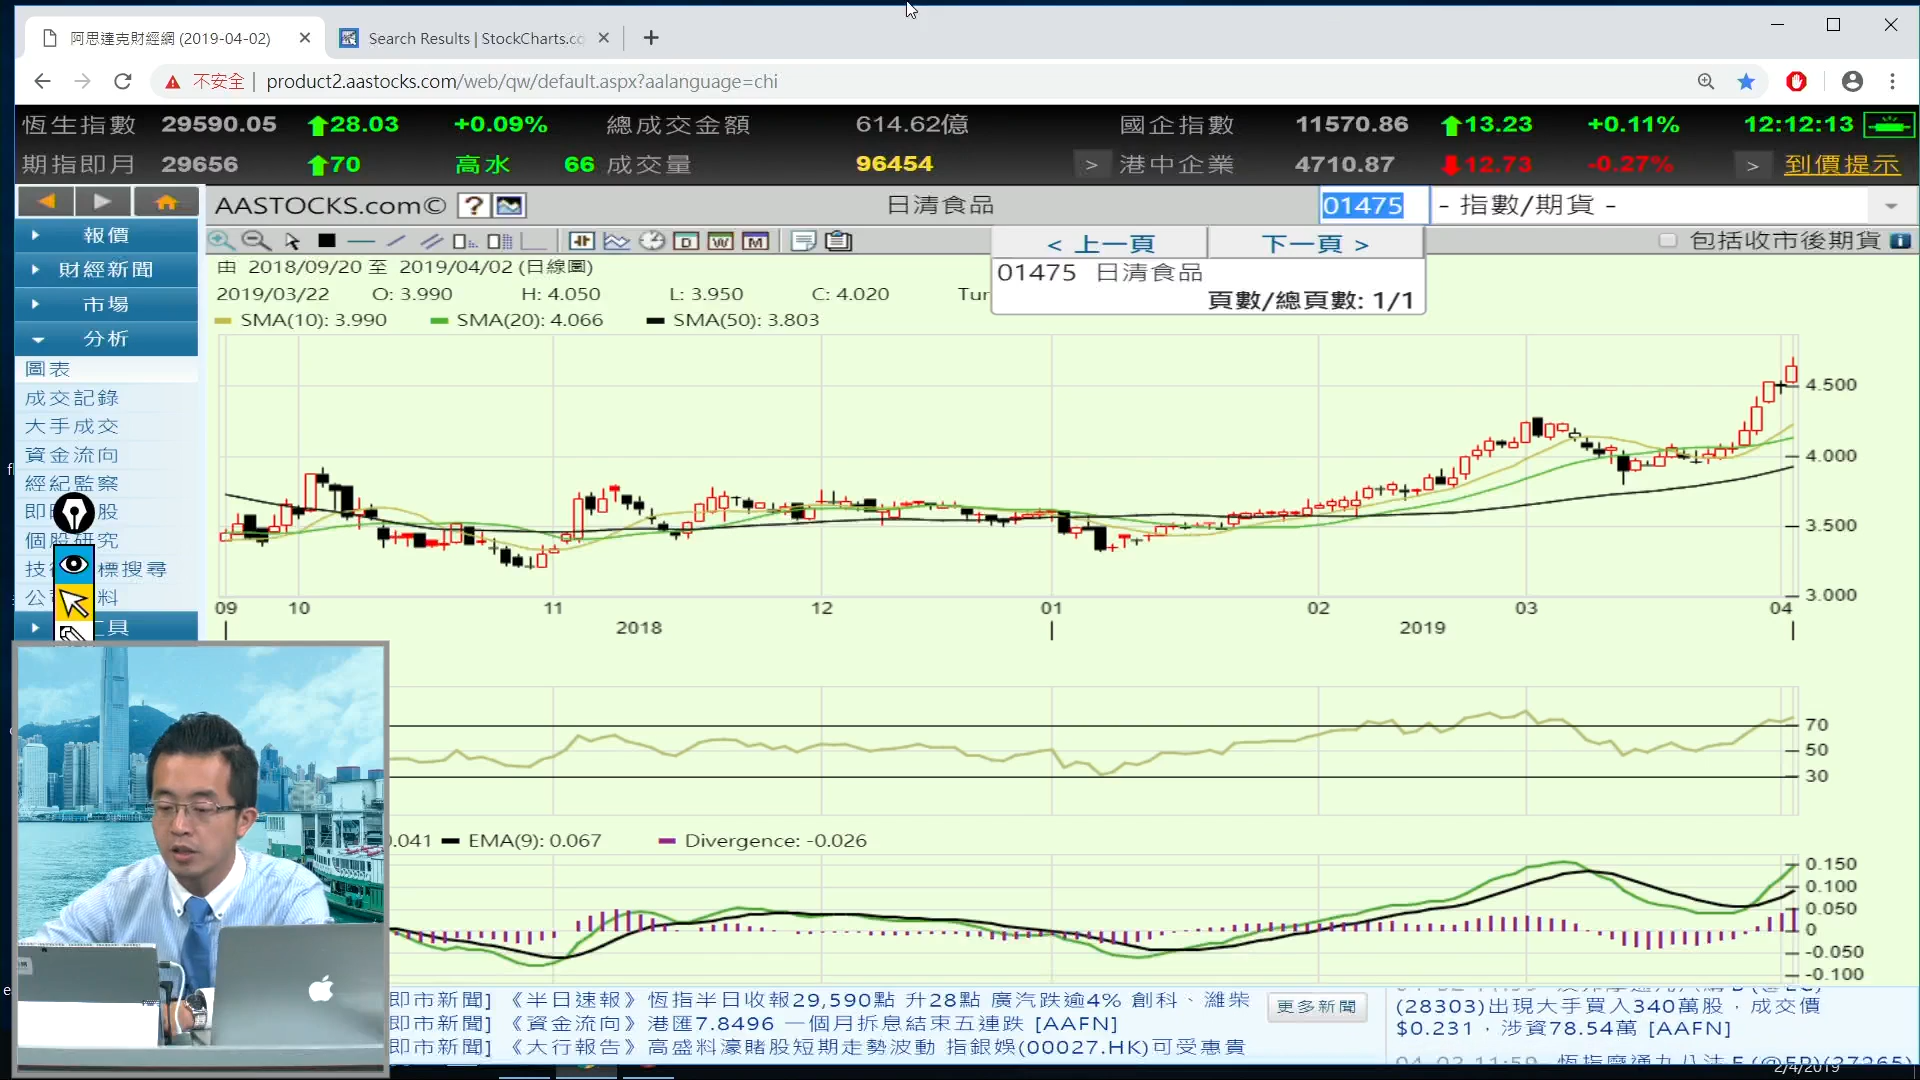 阿思達克財經網 (2019-04-02)
Search Results | StockCharts.co
不安全
product2.aastocks.com/web/qw/default.aspx?aalanguage=chi
恆生指數 29590.05 28.03 +0.09% 總成交金額 614.62億 國企指數 11570.86 13.23 +0.11% 12:12:13
期指即月 29656 70 高水 66 成交量 96454 > 港中企業 4710.87 12.73 -0.27% > 到價提示
AASTOCKS.com© ? 日清食品 01475 - 指數/期貨 -
D W M < 上一頁 下一頁 > 包括收市後期貨 i
01475 日清食品
頁數/總頁數: 1/1
報價
財經新聞
市場
分析
圖表
成交記錄
大手成交
資金流向
經紀監察
即 股
個股研究
技 標搜尋
公 料
工具
由 2018/09/20 至 2019/04/02 (日線圖)
2019/03/22 O: 3.990 H: 4.050 L: 3.950 C: 4.020 Tur
SMA(10): 3.990 SMA(20): 4.066 SMA(50): 3.803
4.500
4.000
3.500
3.000
09 10 11 12 01 02 03 04
2018 2019
70
50
30
0.041 EMA(9): 0.067 Divergence: -0.026
0.150
0.100
0.050
0
-0.050
-0.100
即市新聞] 《半日速報》恆指半日收報29,590點 升28點 廣汽跌逾4% 創科、濰柴
即市新聞] 《資金流向》港匯7.8496 一個月拆息結束五連跌 [AAFN]
即市新聞] 《大行報告》高盛料濠賭股短期走勢波動 指銀娛(00027.HK)可受惠貴
更多新聞
(28303)出現大手買入340萬股，成交價
$0.231，涉資78.54萬 [AAFN]
2/4/2019